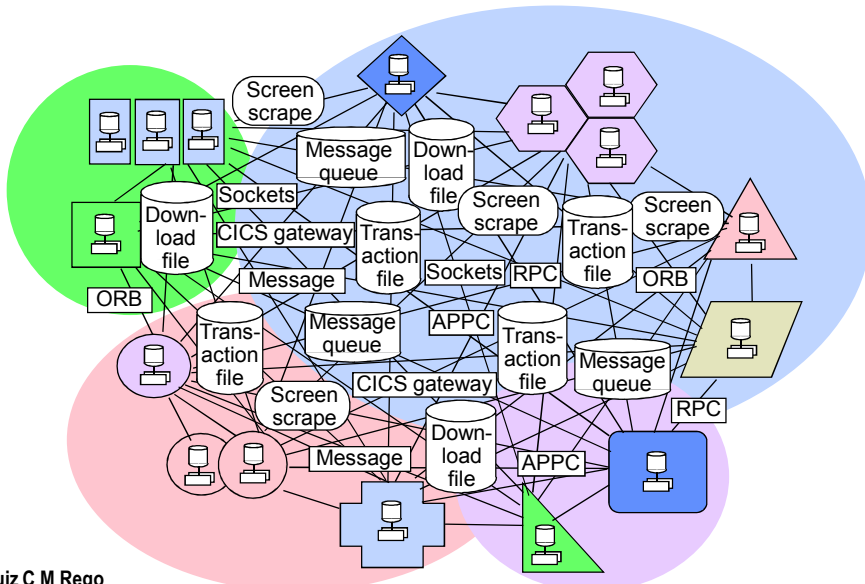 Screen
scrape
Message
queue
Down-
load
file
Sockets
Down-
load
file
CICS gateway
Trans-
action
file
Screen
scrape
Trans-
action
file
Screen
scrape
Message
Sockets
RPC
ORB
ORB
Trans-
action
file
Message
queue
APPC
Trans-
action
file
Message
queue
CICS gateway
Screen
scrape
Down-
load
file
RPC
Message
APPC
uiz C M Rego